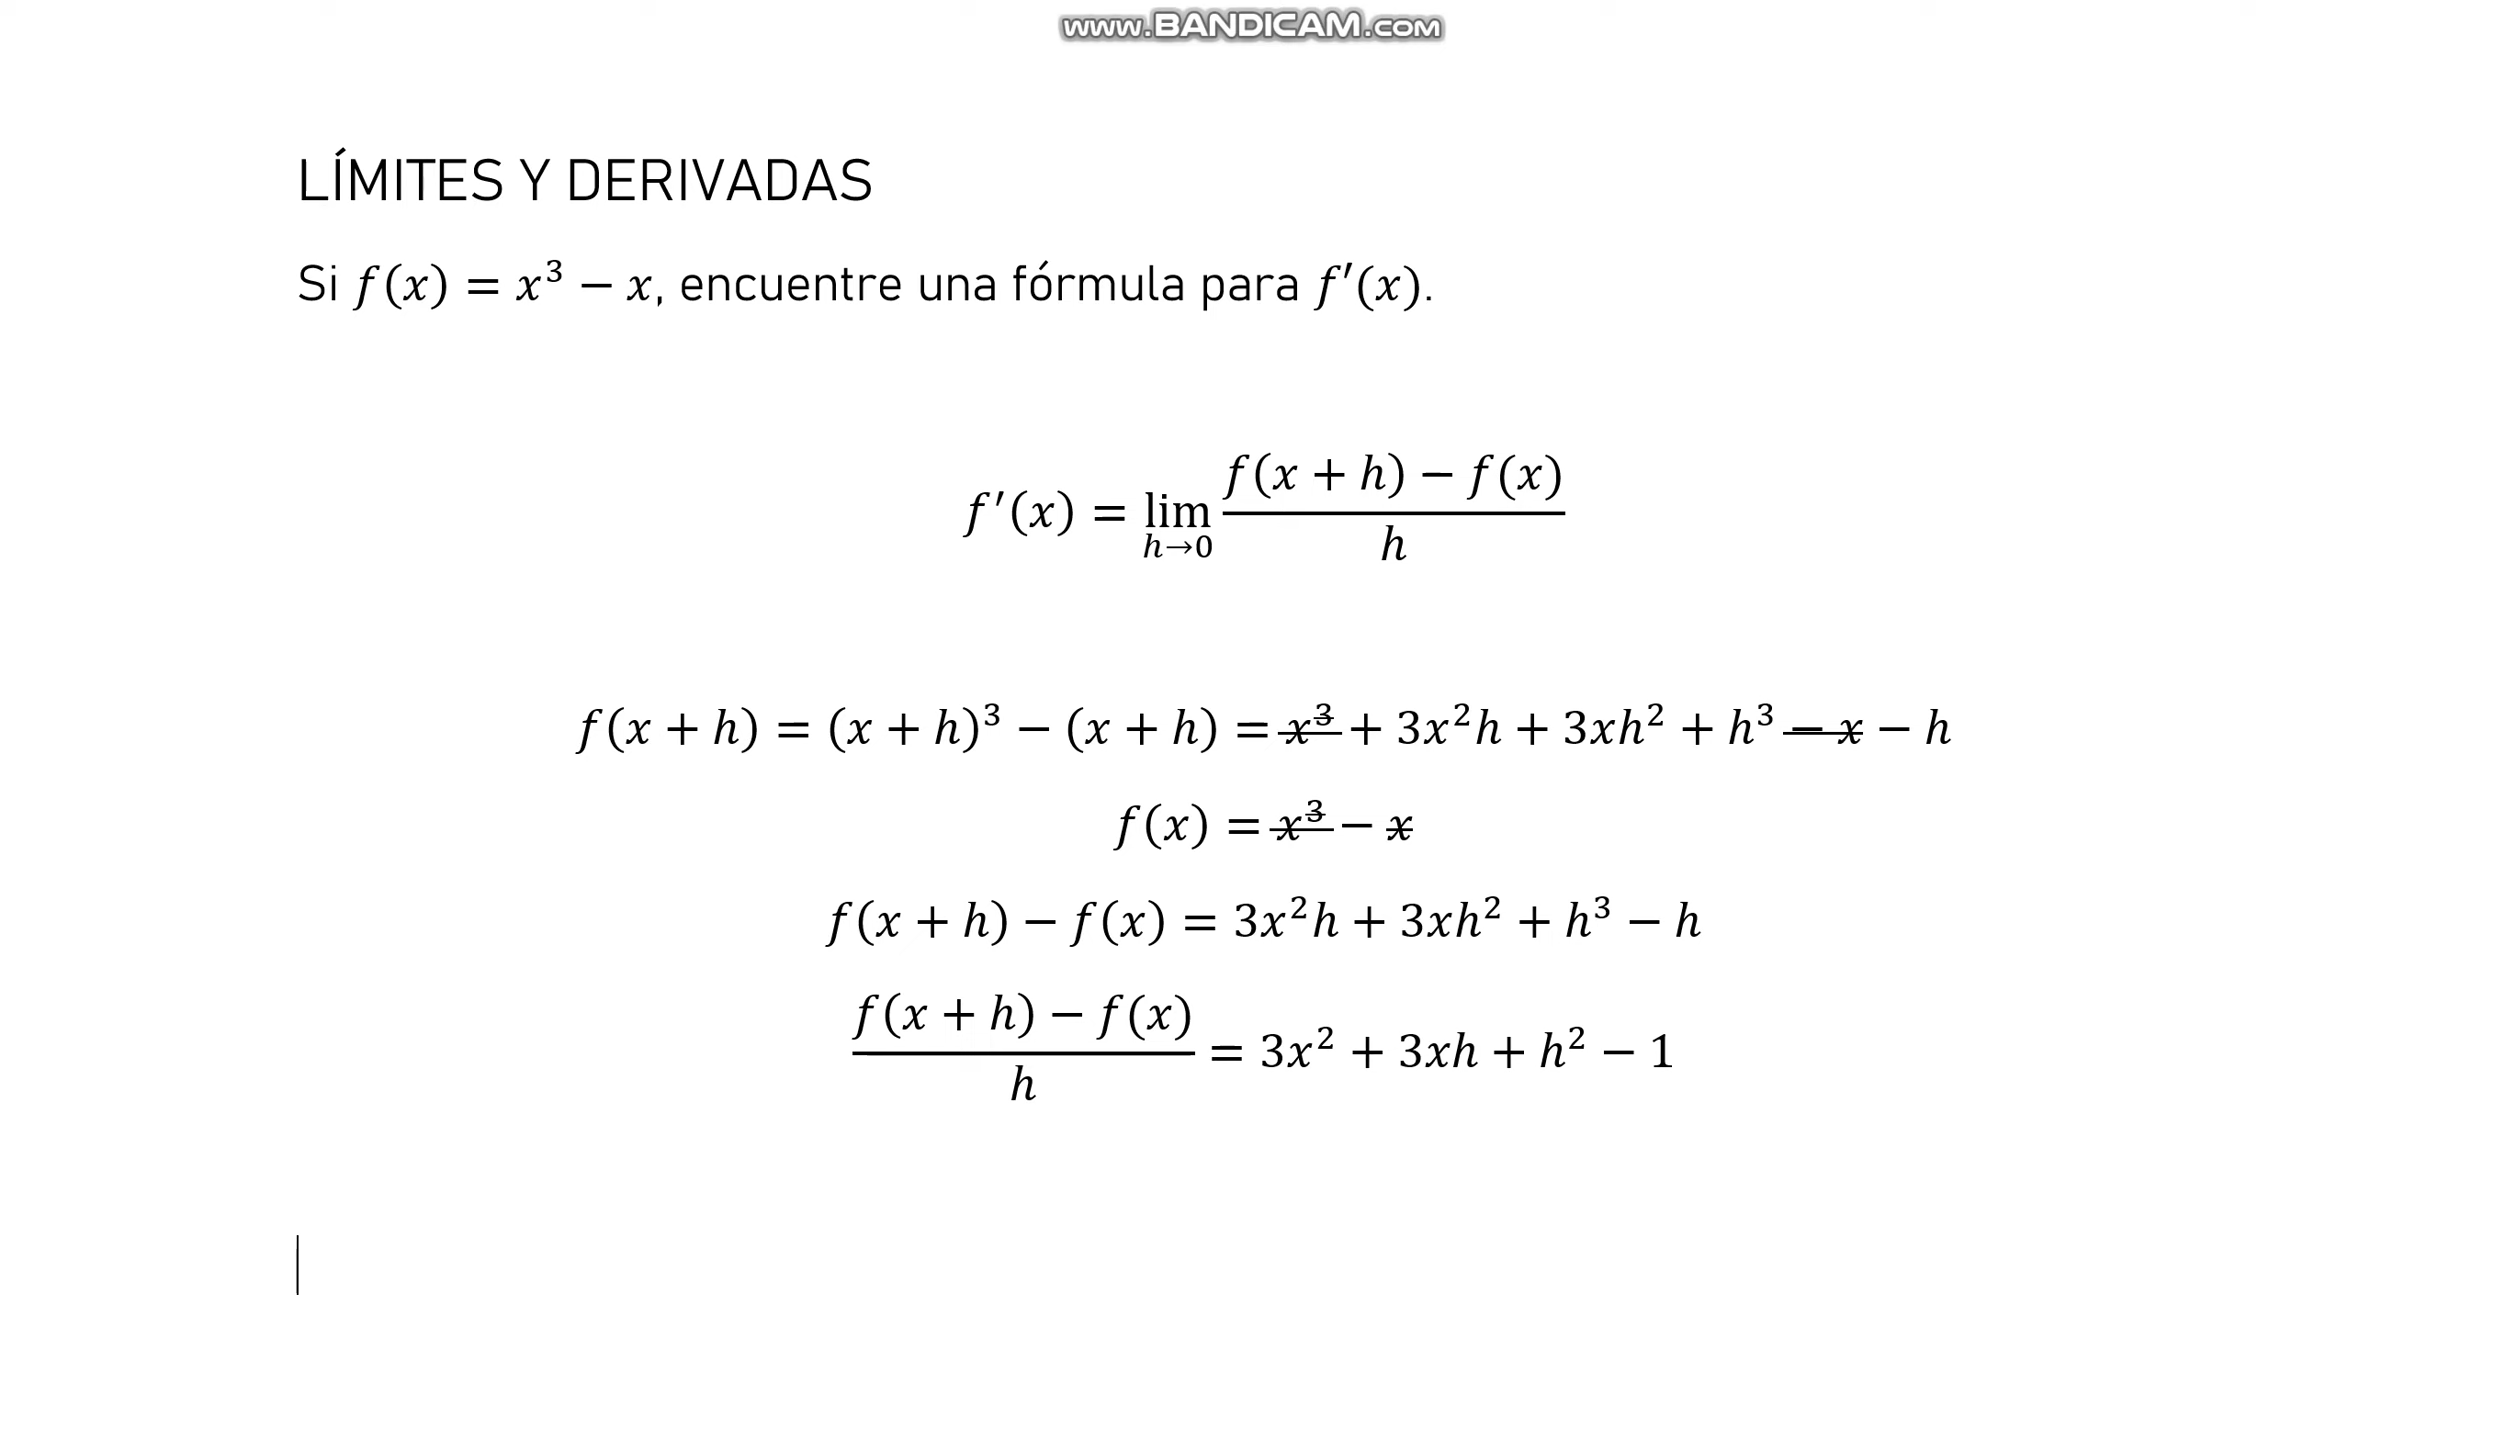 www.BANDICAM.com
LÍMITES Y DERIVADAS
Si f(x) = x³ − x, encuentre una fórmula para f′(x).
f′(x) = lim h→0 (f(x + h) − f(x)) / h
f(x + h) = (x + h)³ − (x + h) = x³ + 3x²h + 3xh² + h³ − x − h
f(x) = x³ − x
f(x + h) − f(x) = 3x²h + 3xh² + h³ − h
(f(x + h) − f(x)) / h = 3x² + 3xh + h² − 1